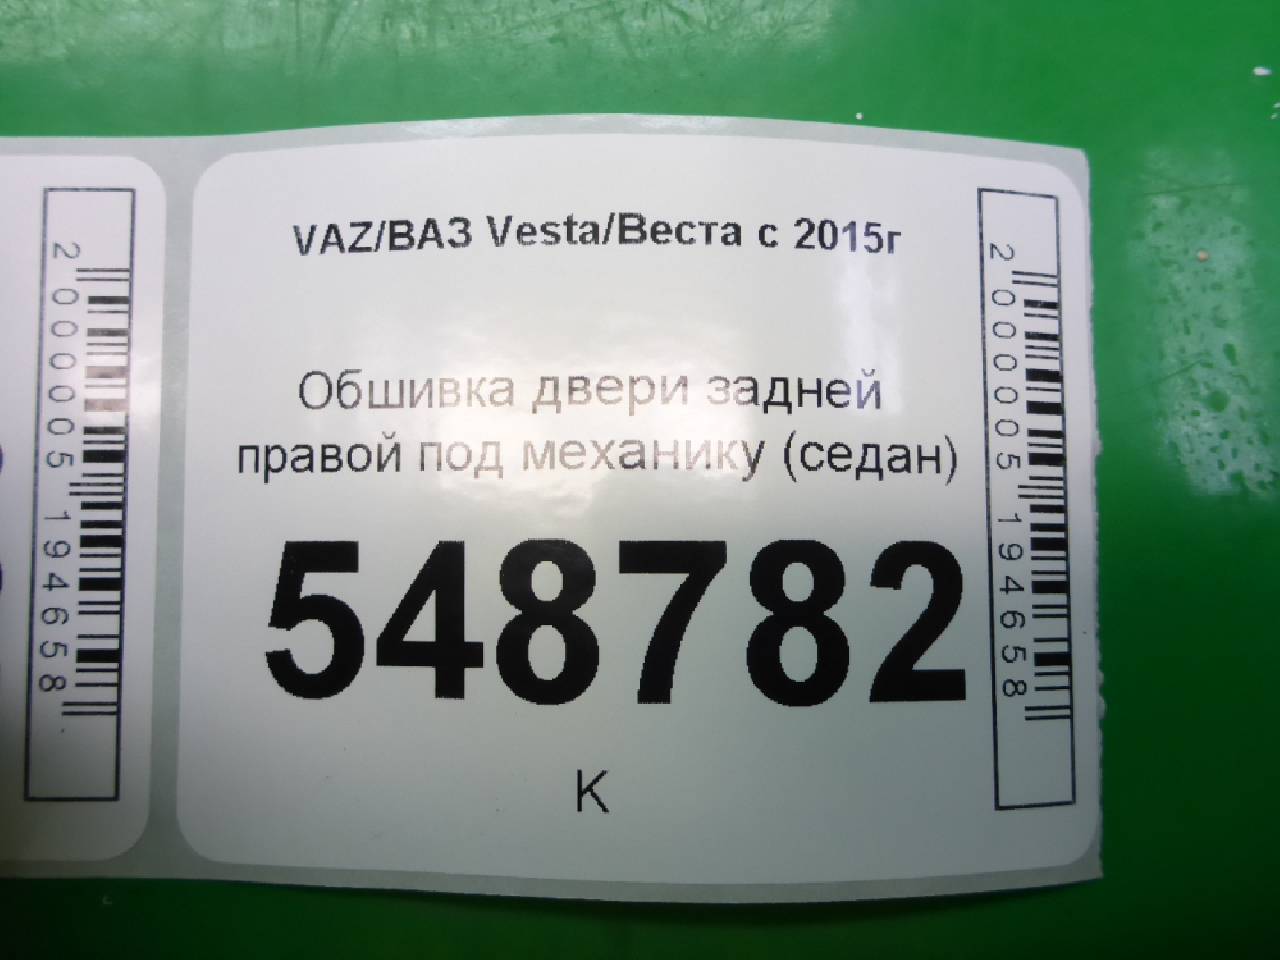 2000005194658
VAZ/ВАЗ Vesta/Веста с 2015г
Обшивка двери задней
правой под механику (седан)
548782
К
2000005194658